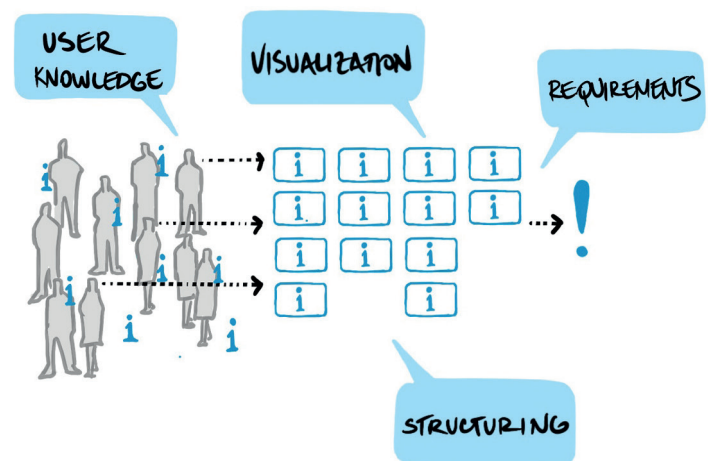 USER
KNOWLEDGE
VISUALIZATION
REQUIREMENTS
i i i i
i i i i i i
i i i i
i i i i i
i i i
i i
STRUCTURING
!